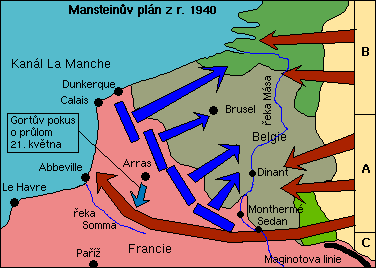 Mansteinův plán z r. 1940
Kanál La Manche
B
Dunkerque
Calais
řeka Mása
Brusel
Gortův pokus
o průlom
21. května
Belgie
A
Abbeville
Arras
Dinant
Le Havre
Montherme
řeka
Somma
Sedan
C
Paříž
Francie
Maginotova linie